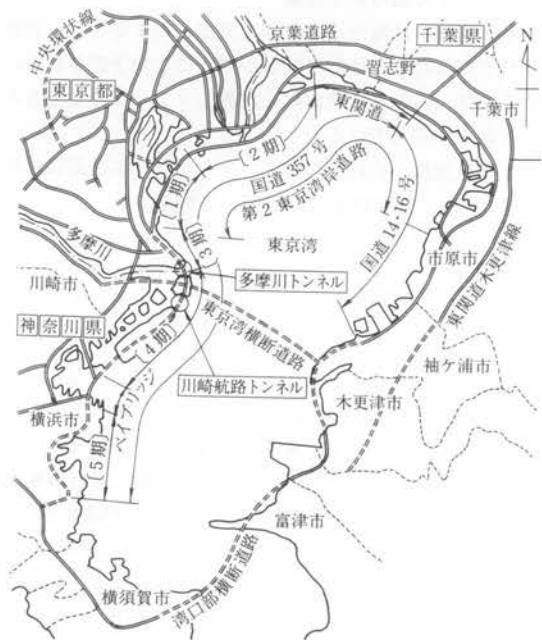 中央環状線
京葉道路
千葉県
N
習志野
東京都
東関道
千葉市
〔2期〕
国道357号
〔1期〕
第2東京湾岸道路
〔3期〕
国道14・16号
東京湾
多摩川
市原市
東関道木更津線
川崎市
多摩川トンネル
東京湾横断道路
神奈川県
〔4期〕
袖ケ浦市
川崎航路トンネル
木更津市
ベイブリッジ
横浜市
〔5期〕
富津市
湾口部横断道路
横須賀市